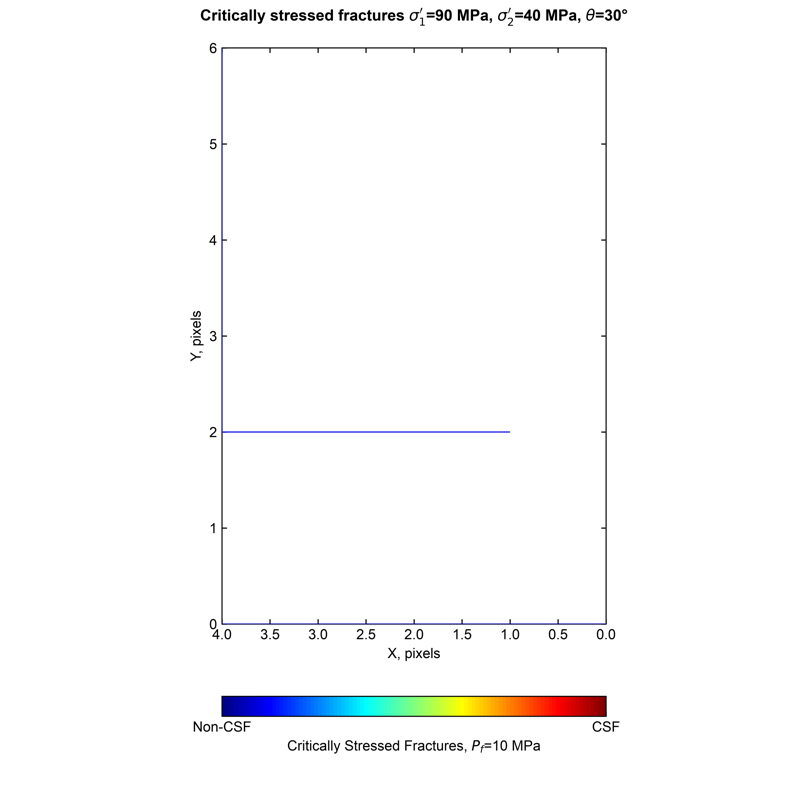 Critically stressed fractures σ′₁=90 MPa, σ′₂=40 MPa, θ=30°
6
5
4
3
2
1
0
Y, pixels
4.0 3.5 3.0 2.5 2.0 1.5 1.0 0.5 0.0
X, pixels
Non-CSF CSF
Critically Stressed Fractures, P_f=10 MPa